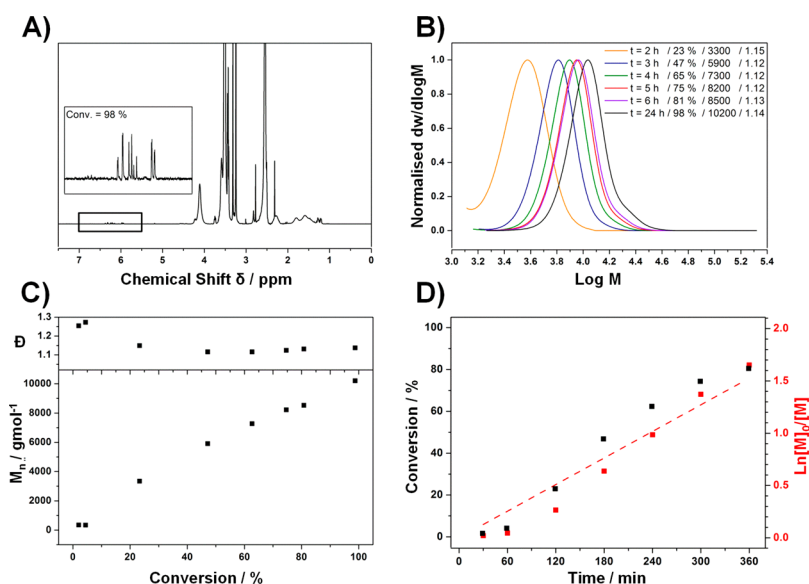 A)
Conv. = 98 %
7 6 5 4 3 2 1 0
Chemical Shift δ / ppm
B)
t = 2 h / 23 % /3300 / 1.15
t = 3 h / 47 % /5900 / 1.12
t = 4 h / 65 % /7300 / 1.12
t = 5 h / 75 % /8200 / 1.12
t = 6 h / 81 % /8500 / 1.13
t = 24 h/ 98 % /10200 / 1.14
Normalised dw/dlogM
1.0
0.8
0.6
0.4
0.2
0.0
3.0 3.2 3.4 3.6 3.8 4.0 4.2 4.4 4.6 4.8 5.0 5.2 5.4
Log M
C)
Đ
1.3
1.2
1.1
Mn.. / gmol-1
10000
8000
6000
4000
2000
0
0 20 40 60 80 100
Conversion / %
D)
Conversion / %
100
80
60
40
20
0
2.0
1.5
1.0
0.5
0.0
Ln[M]0/[M]
0 60 120 180 240 300 360
Time / min